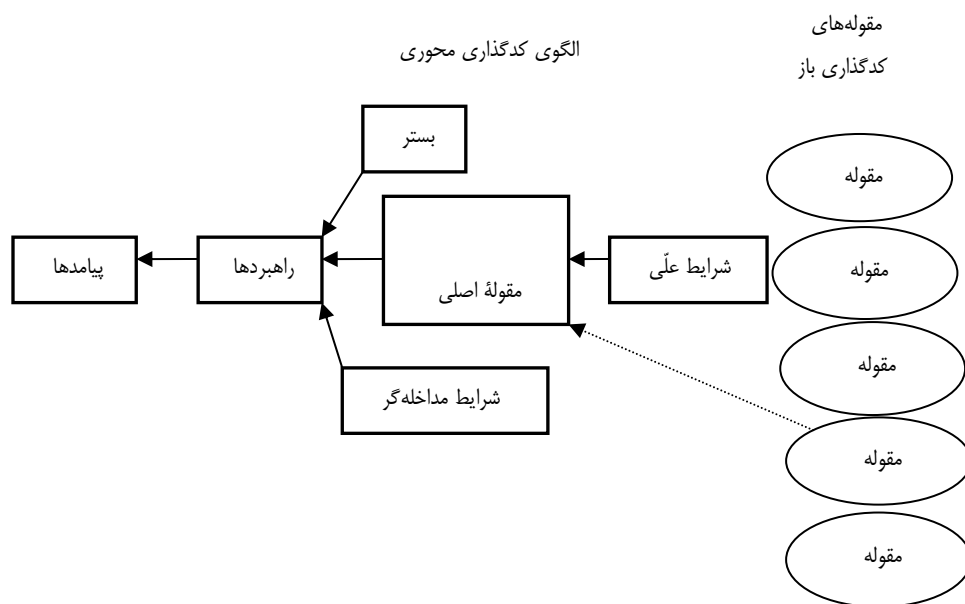 مقوله‌های
کدگذاری باز
الگوی کدگذاری محوری
بستر
مقوله
مقوله
شرایط علّی
مقولهٔ اصلی
راهبردها
پیامدها
مقوله
شرایط مداخله‌گر
مقوله
مقوله